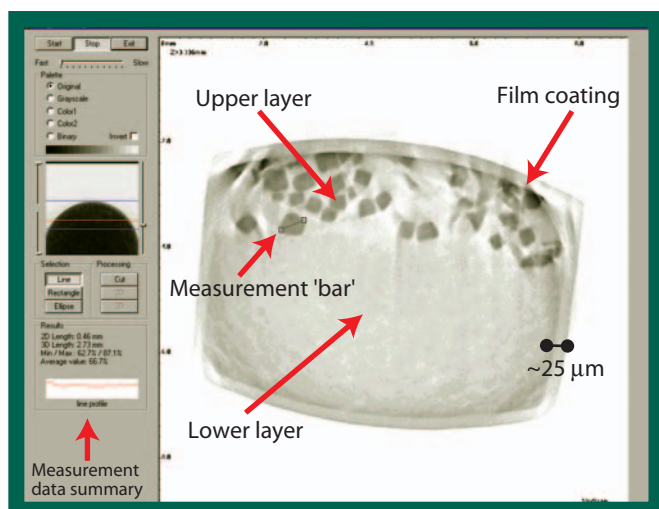 Start Stop Exit
Fast Slow
Palette
Original
Grayscale
Color1
Color2
Binary Invert
Selection Processing
Line Cut
Rectangle
Ellipse
Results
2D Length: 0.46 mm
3D Length: 2.73 mm
Min / Max : 62.7% / 87.1%
Average value: 66.7%
line profile
Measurement
data summary
Upper layer
Film coating
Measurement 'bar'
~25 μm
Lower layer